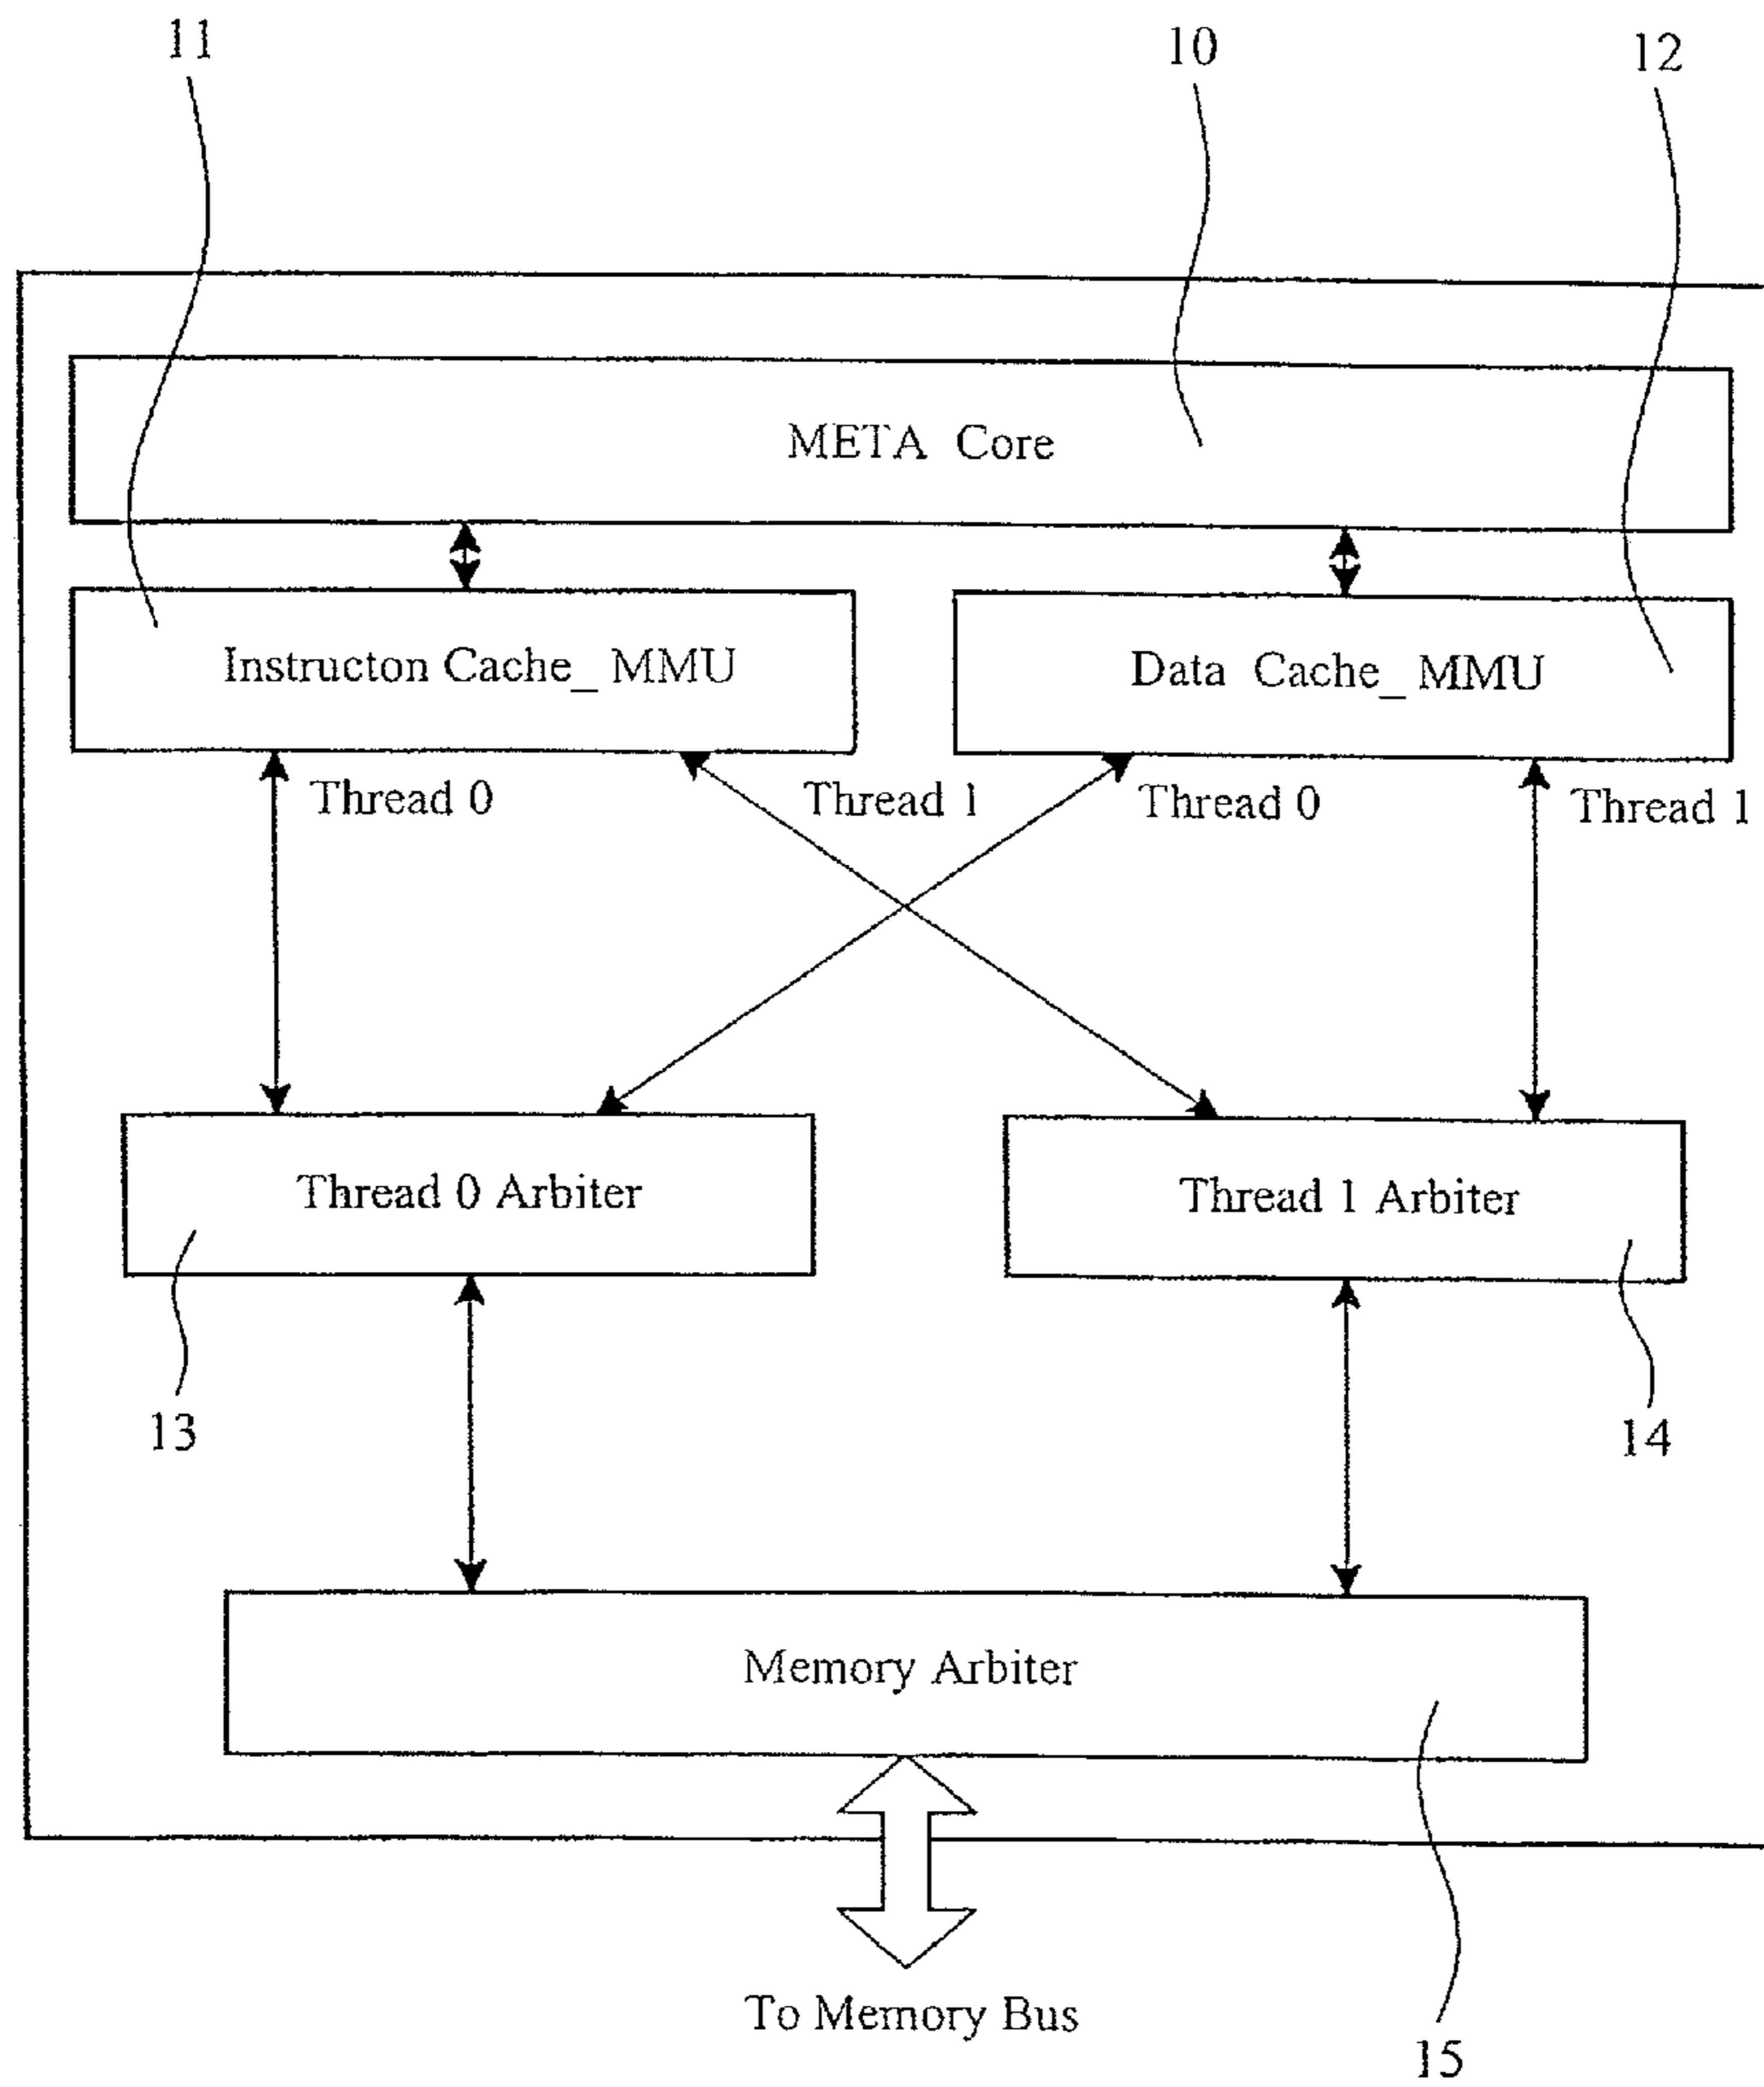 11
10
12
META Core
Instructon Cache_ MMU
Data Cache_ MMU
Thread 0
Thread 1
Thread 0
Thread 1
Thread 0 Arbiter
Thread 1 Arbiter
13
14
Memory Arbiter
To Memory Bus
15